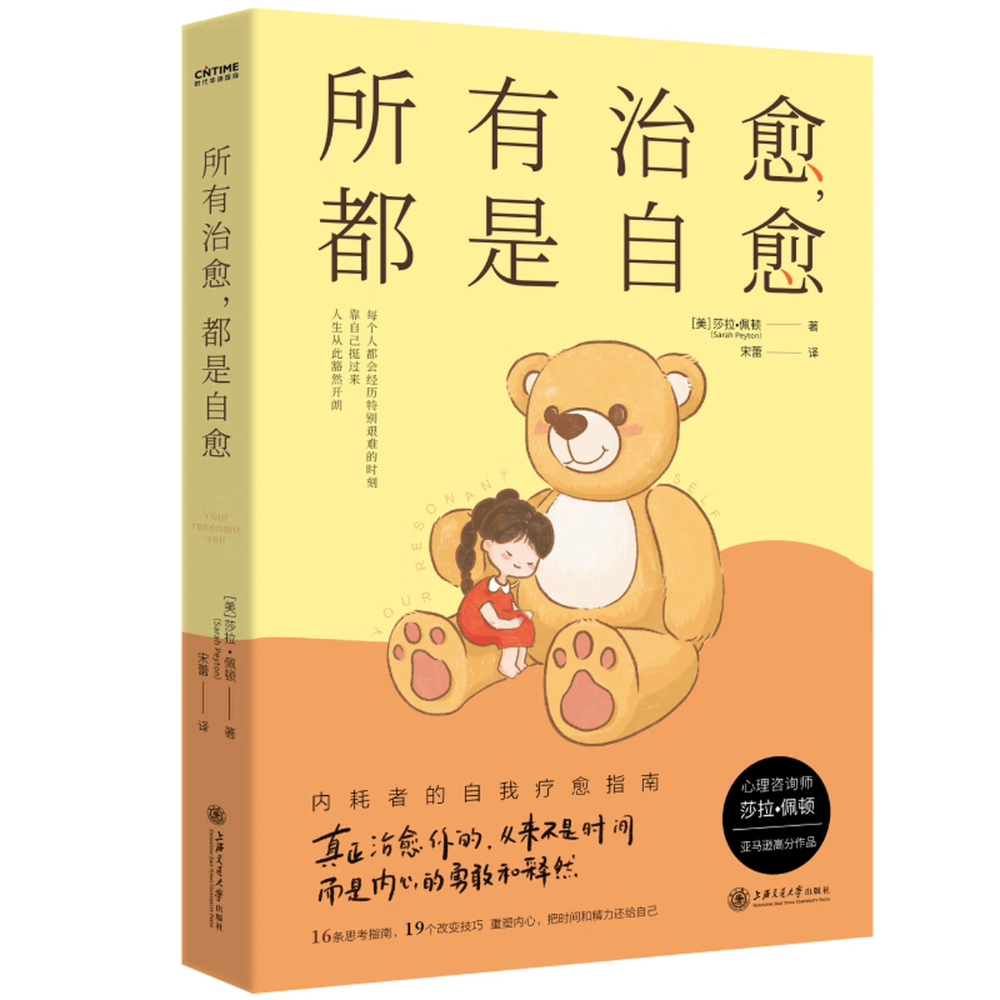 CNTIME
时代华语国际
所有治愈，都是自愈
Your
resonant
self
[美]莎拉•佩顿 —— 著
(Sarah Peyton)
宋蕾 —— 译
上海交通大学出版社
SHANGHAI JIAO TONG UNIVERSITY PRESS
所有治愈，
都是自愈
[美]莎拉•佩顿 —— 著
(Sarah Peyton)
宋蕾 —— 译
每个人都会经历特别艰难的时刻
靠自己挺过来
人生从此豁然开朗
YOUR RESONANT SELF
内耗者的自我疗愈指南
真正治愈你的，从来不是时间
而是内心的勇敢和释然
16条思考指南，19个改变技巧 重塑内心，把时间和精力还给自己
心理咨询师
莎拉•佩顿
亚马逊高分作品
上海交通大学出版社
SHANGHAI JIAO TONG UNIVERSITY PRESS